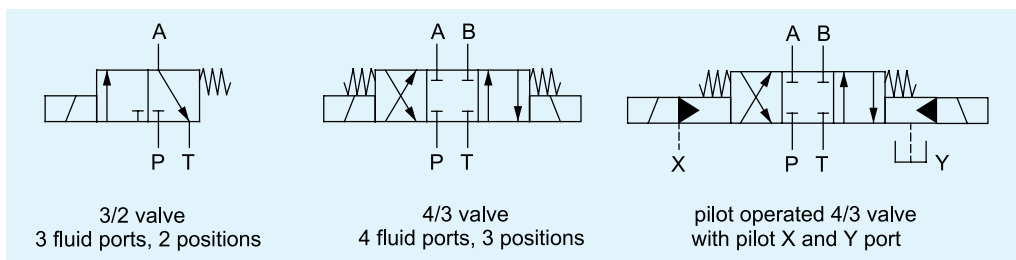 A
P T
3/2 valve
3 fluid ports, 2 positions
A B
P T
4/3 valve
4 fluid ports, 3 positions
A B
X P T Y
pilot operated 4/3 valve
with pilot X and Y port